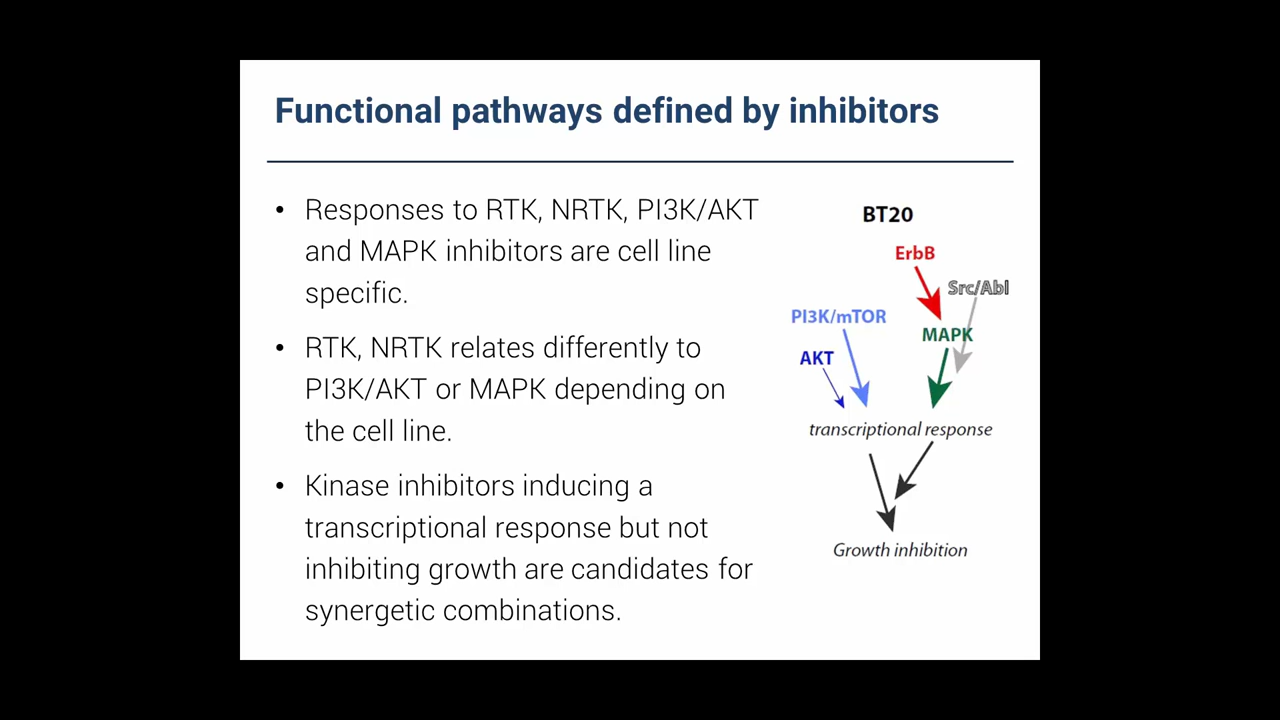 Functional pathways defined by inhibitors
• Responses to RTK, NRTK, PI3K/AKT
and MAPK inhibitors are cell line
specific.
• RTK, NRTK relates differently to
PI3K/AKT or MAPK depending on
the cell line.
• Kinase inhibitors inducing a
transcriptional response but not
inhibiting growth are candidates for
synergetic combinations.
BT20
ErbB
Src/Abl
PI3K/mTOR
MAPK
AKT
transcriptional response
Growth inhibition